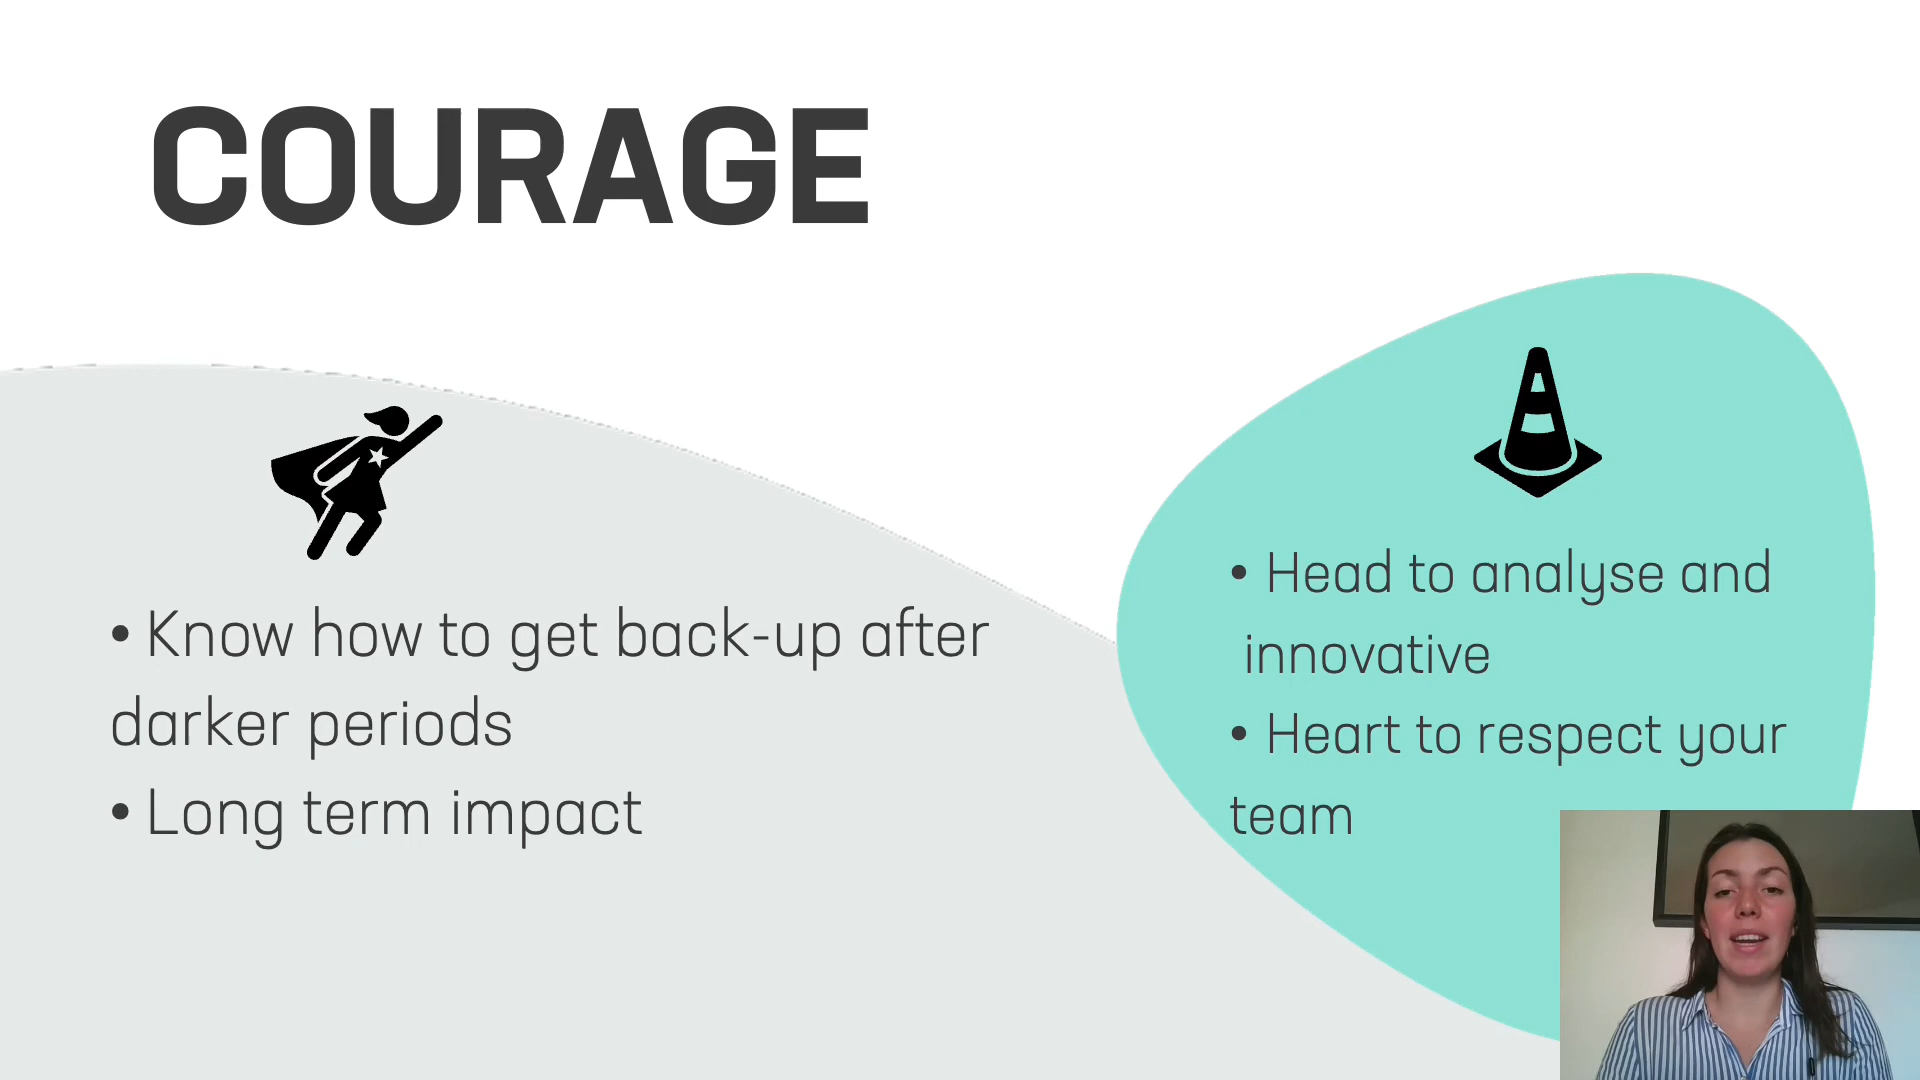 COURAGE
• Know how to get back-up after
darker periods
• Long term impact
• Head to analyse and
innovative
• Heart to respect your
team